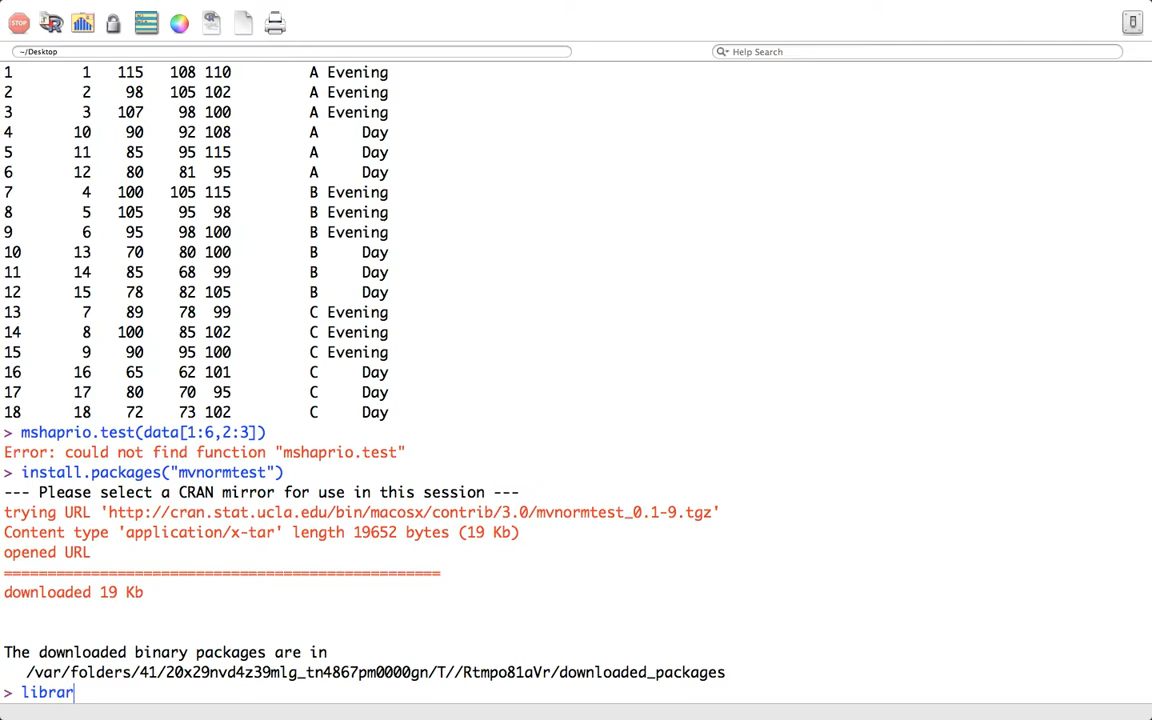 STOP
~/Desktop
Help Search
1 1 115 108 110 A Evening
2 2 98 105 102 A Evening
3 3 107 98 100 A Evening
4 10 90 92 108 A Day
5 11 85 95 115 A Day
6 12 80 81 95 A Day
7 4 100 105 115 B Evening
8 5 105 95 98 B Evening
9 6 95 98 100 B Evening
10 13 70 80 100 B Day
11 14 85 68 99 B Day
12 15 78 82 105 B Day
13 7 89 78 99 C Evening
14 8 100 85 102 C Evening
15 9 90 95 100 C Evening
16 16 65 62 101 C Day
17 17 80 70 95 C Day
18 18 72 73 102 C Day
> mshaprio.test(data[1:6,2:3])
Error: could not find function "mshaprio.test"
> install.packages("mvnormtest")
--- Please select a CRAN mirror for use in this session ---
trying URL 'http://cran.stat.ucla.edu/bin/macosx/contrib/3.0/mvnormtest_0.1-9.tgz'
Content type 'application/x-tar' length 19652 bytes (19 Kb)
opened URL
==================================================
downloaded 19 Kb
The downloaded binary packages are in
/var/folders/41/20x29nvd4z39mlg_tn4867pm0000gn/T//Rtmpo81aVr/downloaded_packages
> librar